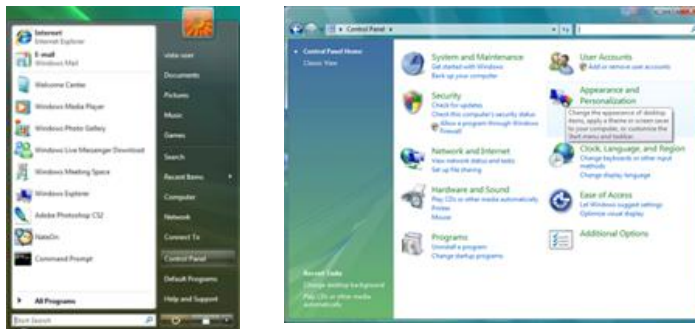 Internet
Internet Explorer
E-mail
Windows Mail
Welcome Center
Windows Media Player
Windows Photo Gallery
Windows Live Messenger Download
Windows Meeting Space
Windows Explorer
Adobe Photoshop CS2
NateOn
Command Prompt
All Programs
Start Search
vista user
Documents
Pictures
Music
Games
Search
Recent Items
Computer
Network
Connect To
Control Panel
Default Programs
Help and Support
Control Panel
Control Panel Home
Classic View
Recent Tasks
Change desktop background
Play CDs or other media
automatically
System and Maintenance
Get started with Windows
Back up your computer
Security
Check for updates
Check this computer's security status
Allow a program through Windows
Firewall
Network and Internet
View network status and tasks
Set up file sharing
Hardware and Sound
Play CDs or other media automatically
Printer
Mouse
Programs
Uninstall a program
Change startup programs
User Accounts
Add or remove user accounts
Appearance and
Personalization
Change the appearance of desktop
items, apply a theme or screen saver
to your computer, or customize the
Start menu and taskbar.
Clock, Language, and Region
Change keyboards or other input
methods
Change display language
Ease of Access
Let Windows suggest settings
Optimize visual display
Additional Options